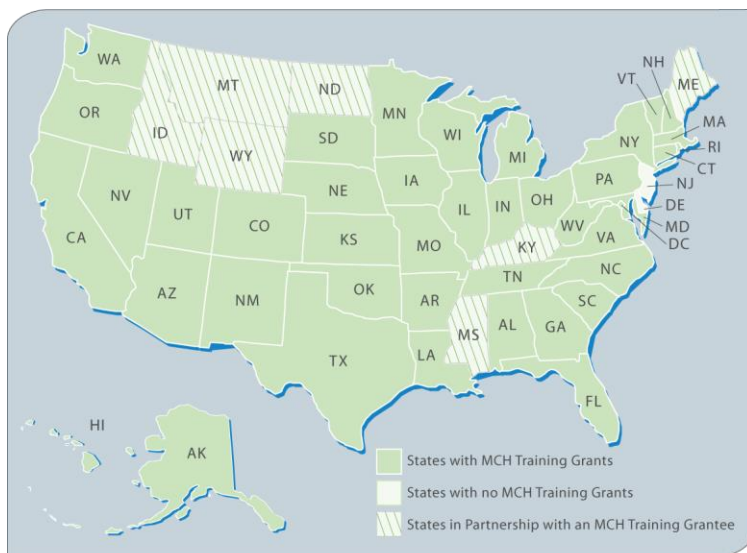 WA
MT
ND
MN
VT
NH
ME
OR
ID
WY
SD
WI
MI
NY
MA
RI
CT
NV
UT
CO
NE
IA
IL
IN
OH
PA
NJ
DE
MD
DC
CA
KS
MO
KY
WV
VA
AZ
NM
OK
AR
TN
NC
SC
TX
LA
MS
AL
GA
FL
HI
AK
States with MCH Training Grants
States with no MCH Training Grants
States in Partnership with an MCH Training Grantee